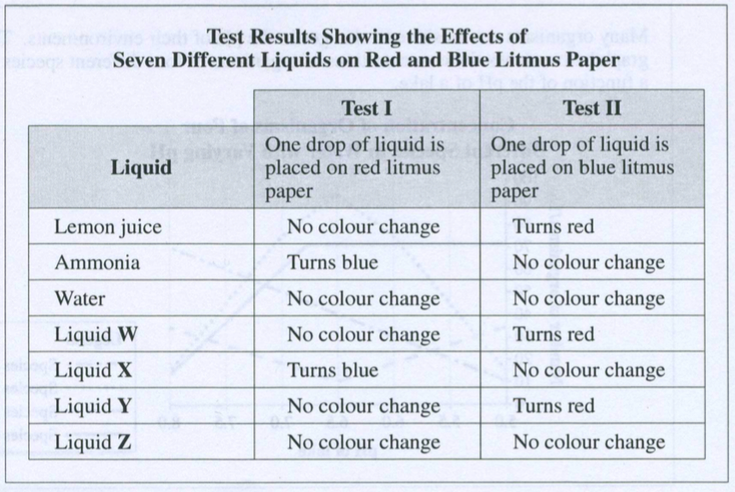 Test Results Showing the Effects of
Seven Different Liquids on Red and Blue Litmus Paper
Test I Test II
Liquid
One drop of liquid is placed on red litmus paper
One drop of liquid is placed on blue litmus paper
Lemon juice No colour change Turns red
Ammonia Turns blue No colour change
Water No colour change No colour change
Liquid W No colour change Turns red
Liquid X Turns blue No colour change
Liquid Y No colour change Turns red
Liquid Z No colour change No colour change